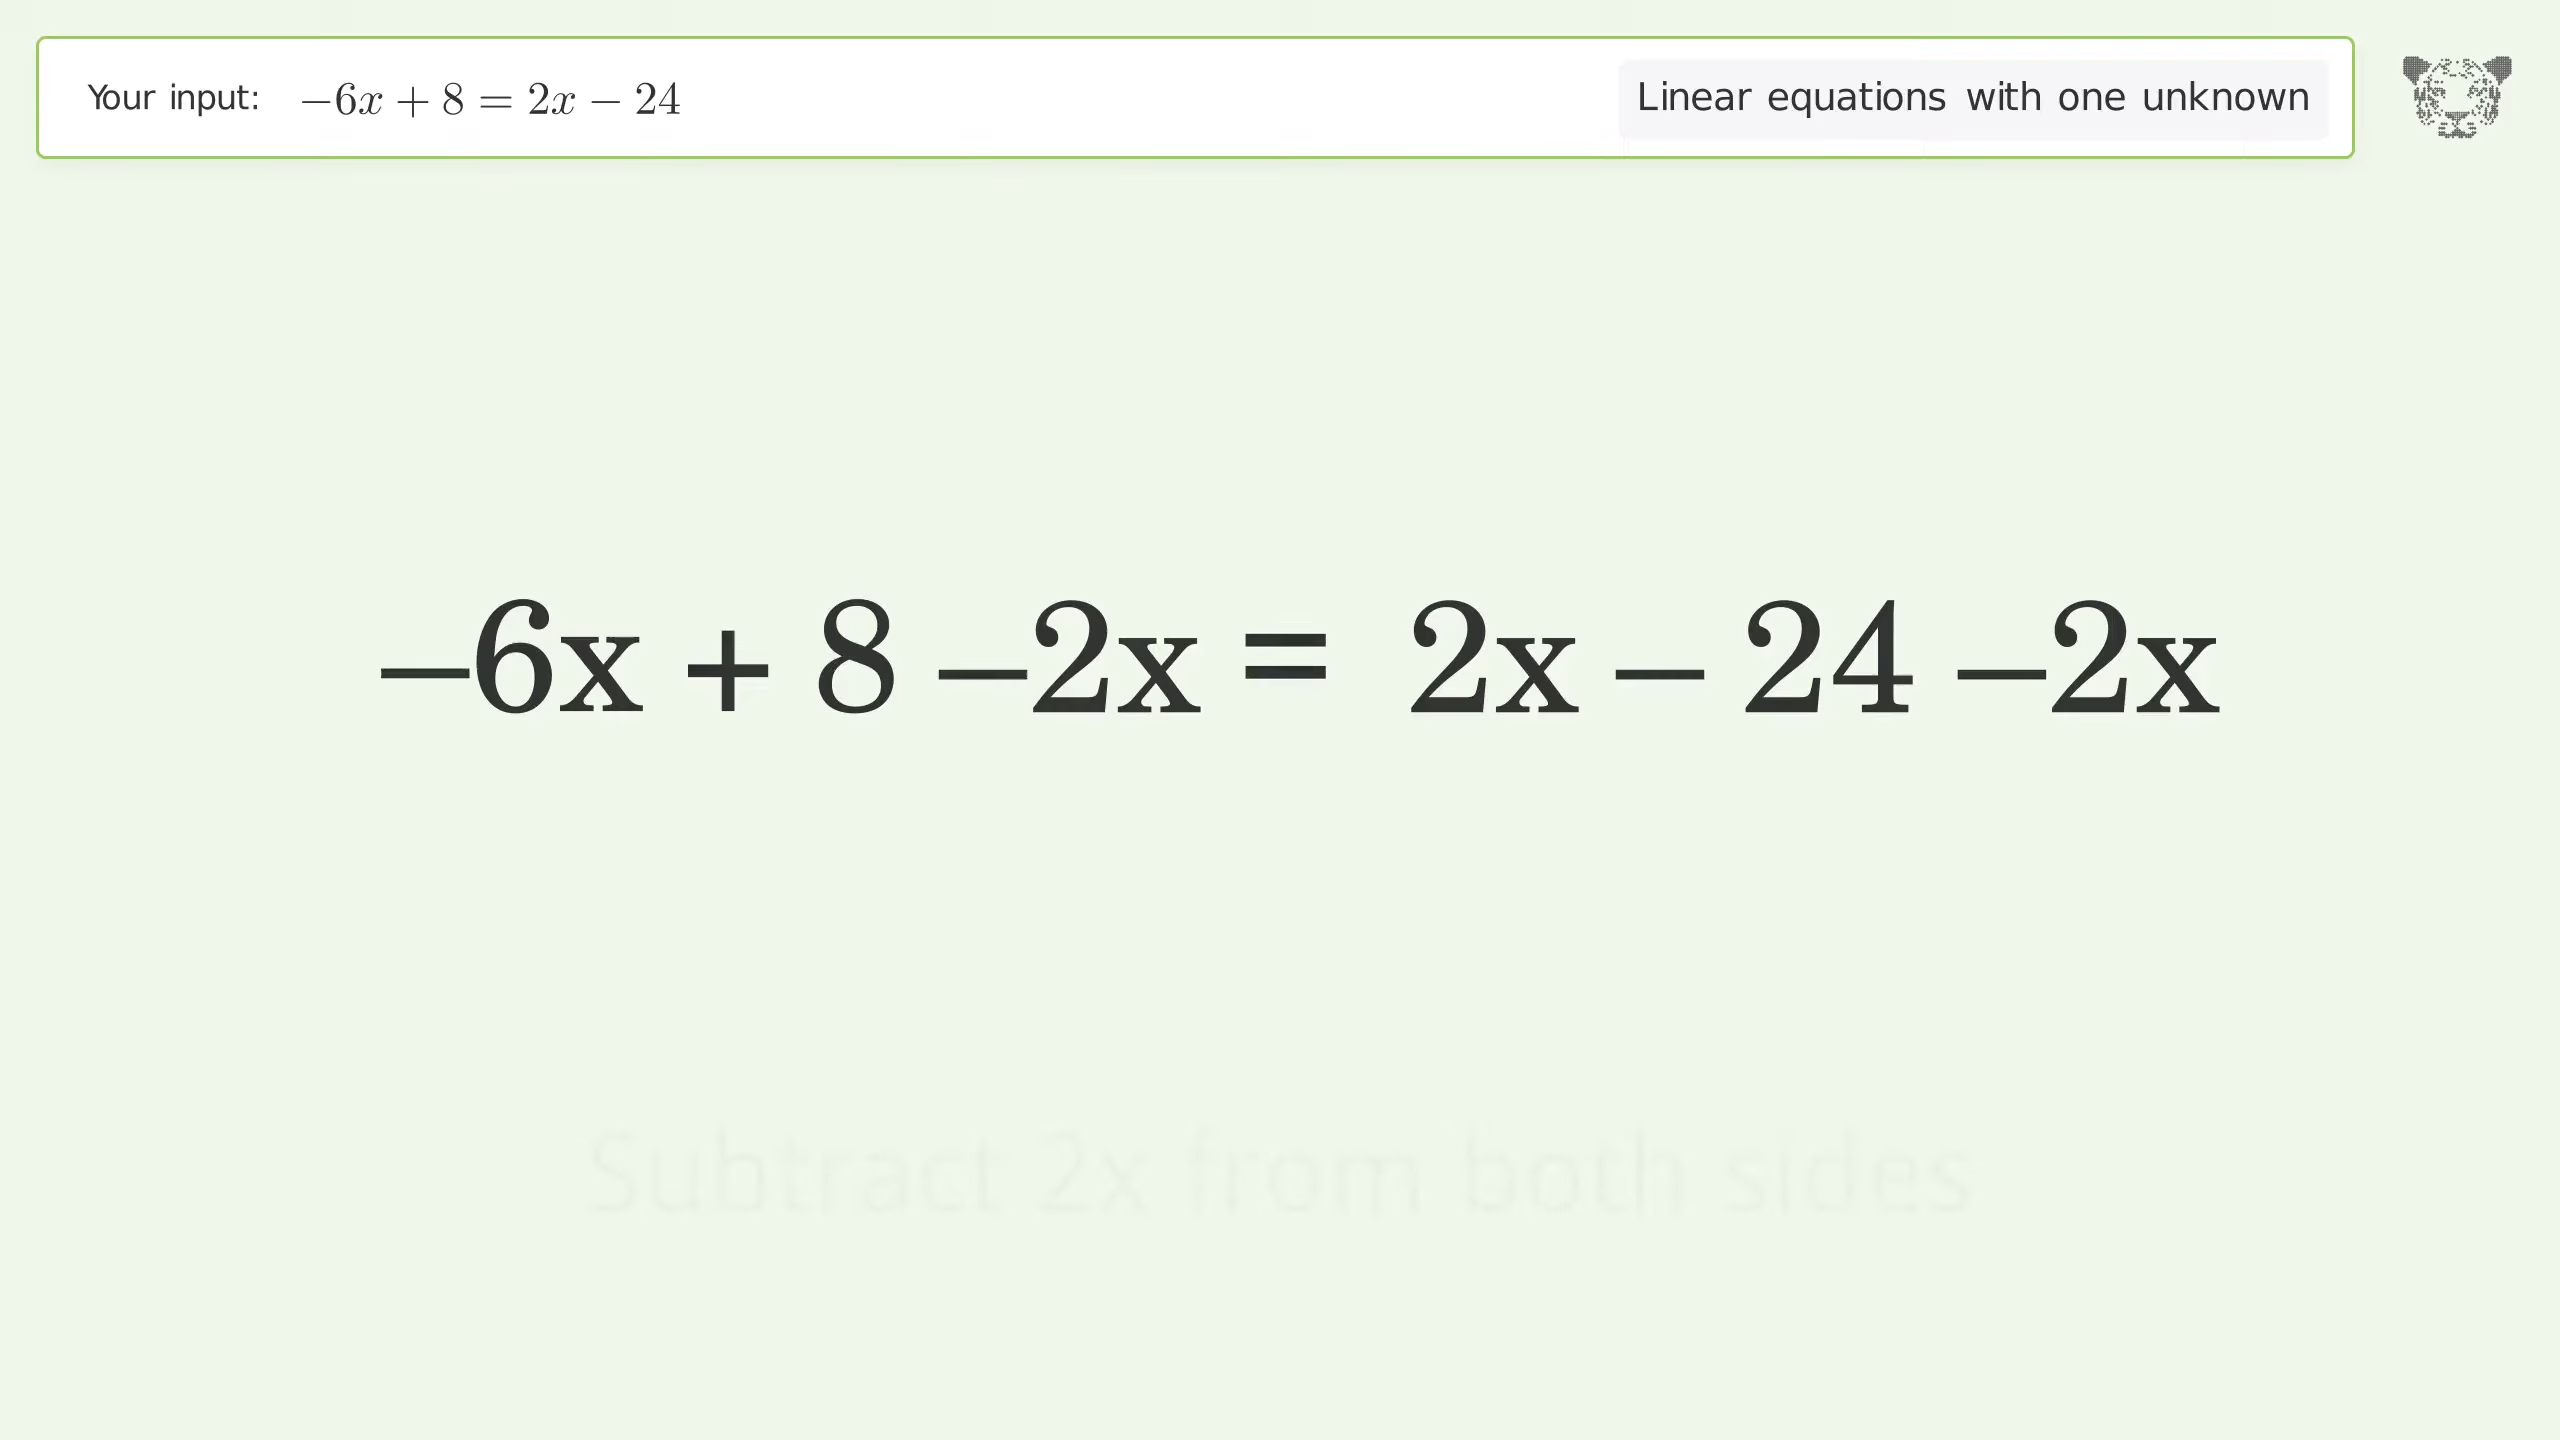 Your input: −6x + 8 = 2x − 24
Linear equations with one unknown
−6x + 8 −2x = 2x − 24 −2x
Subtract 2x from both sides